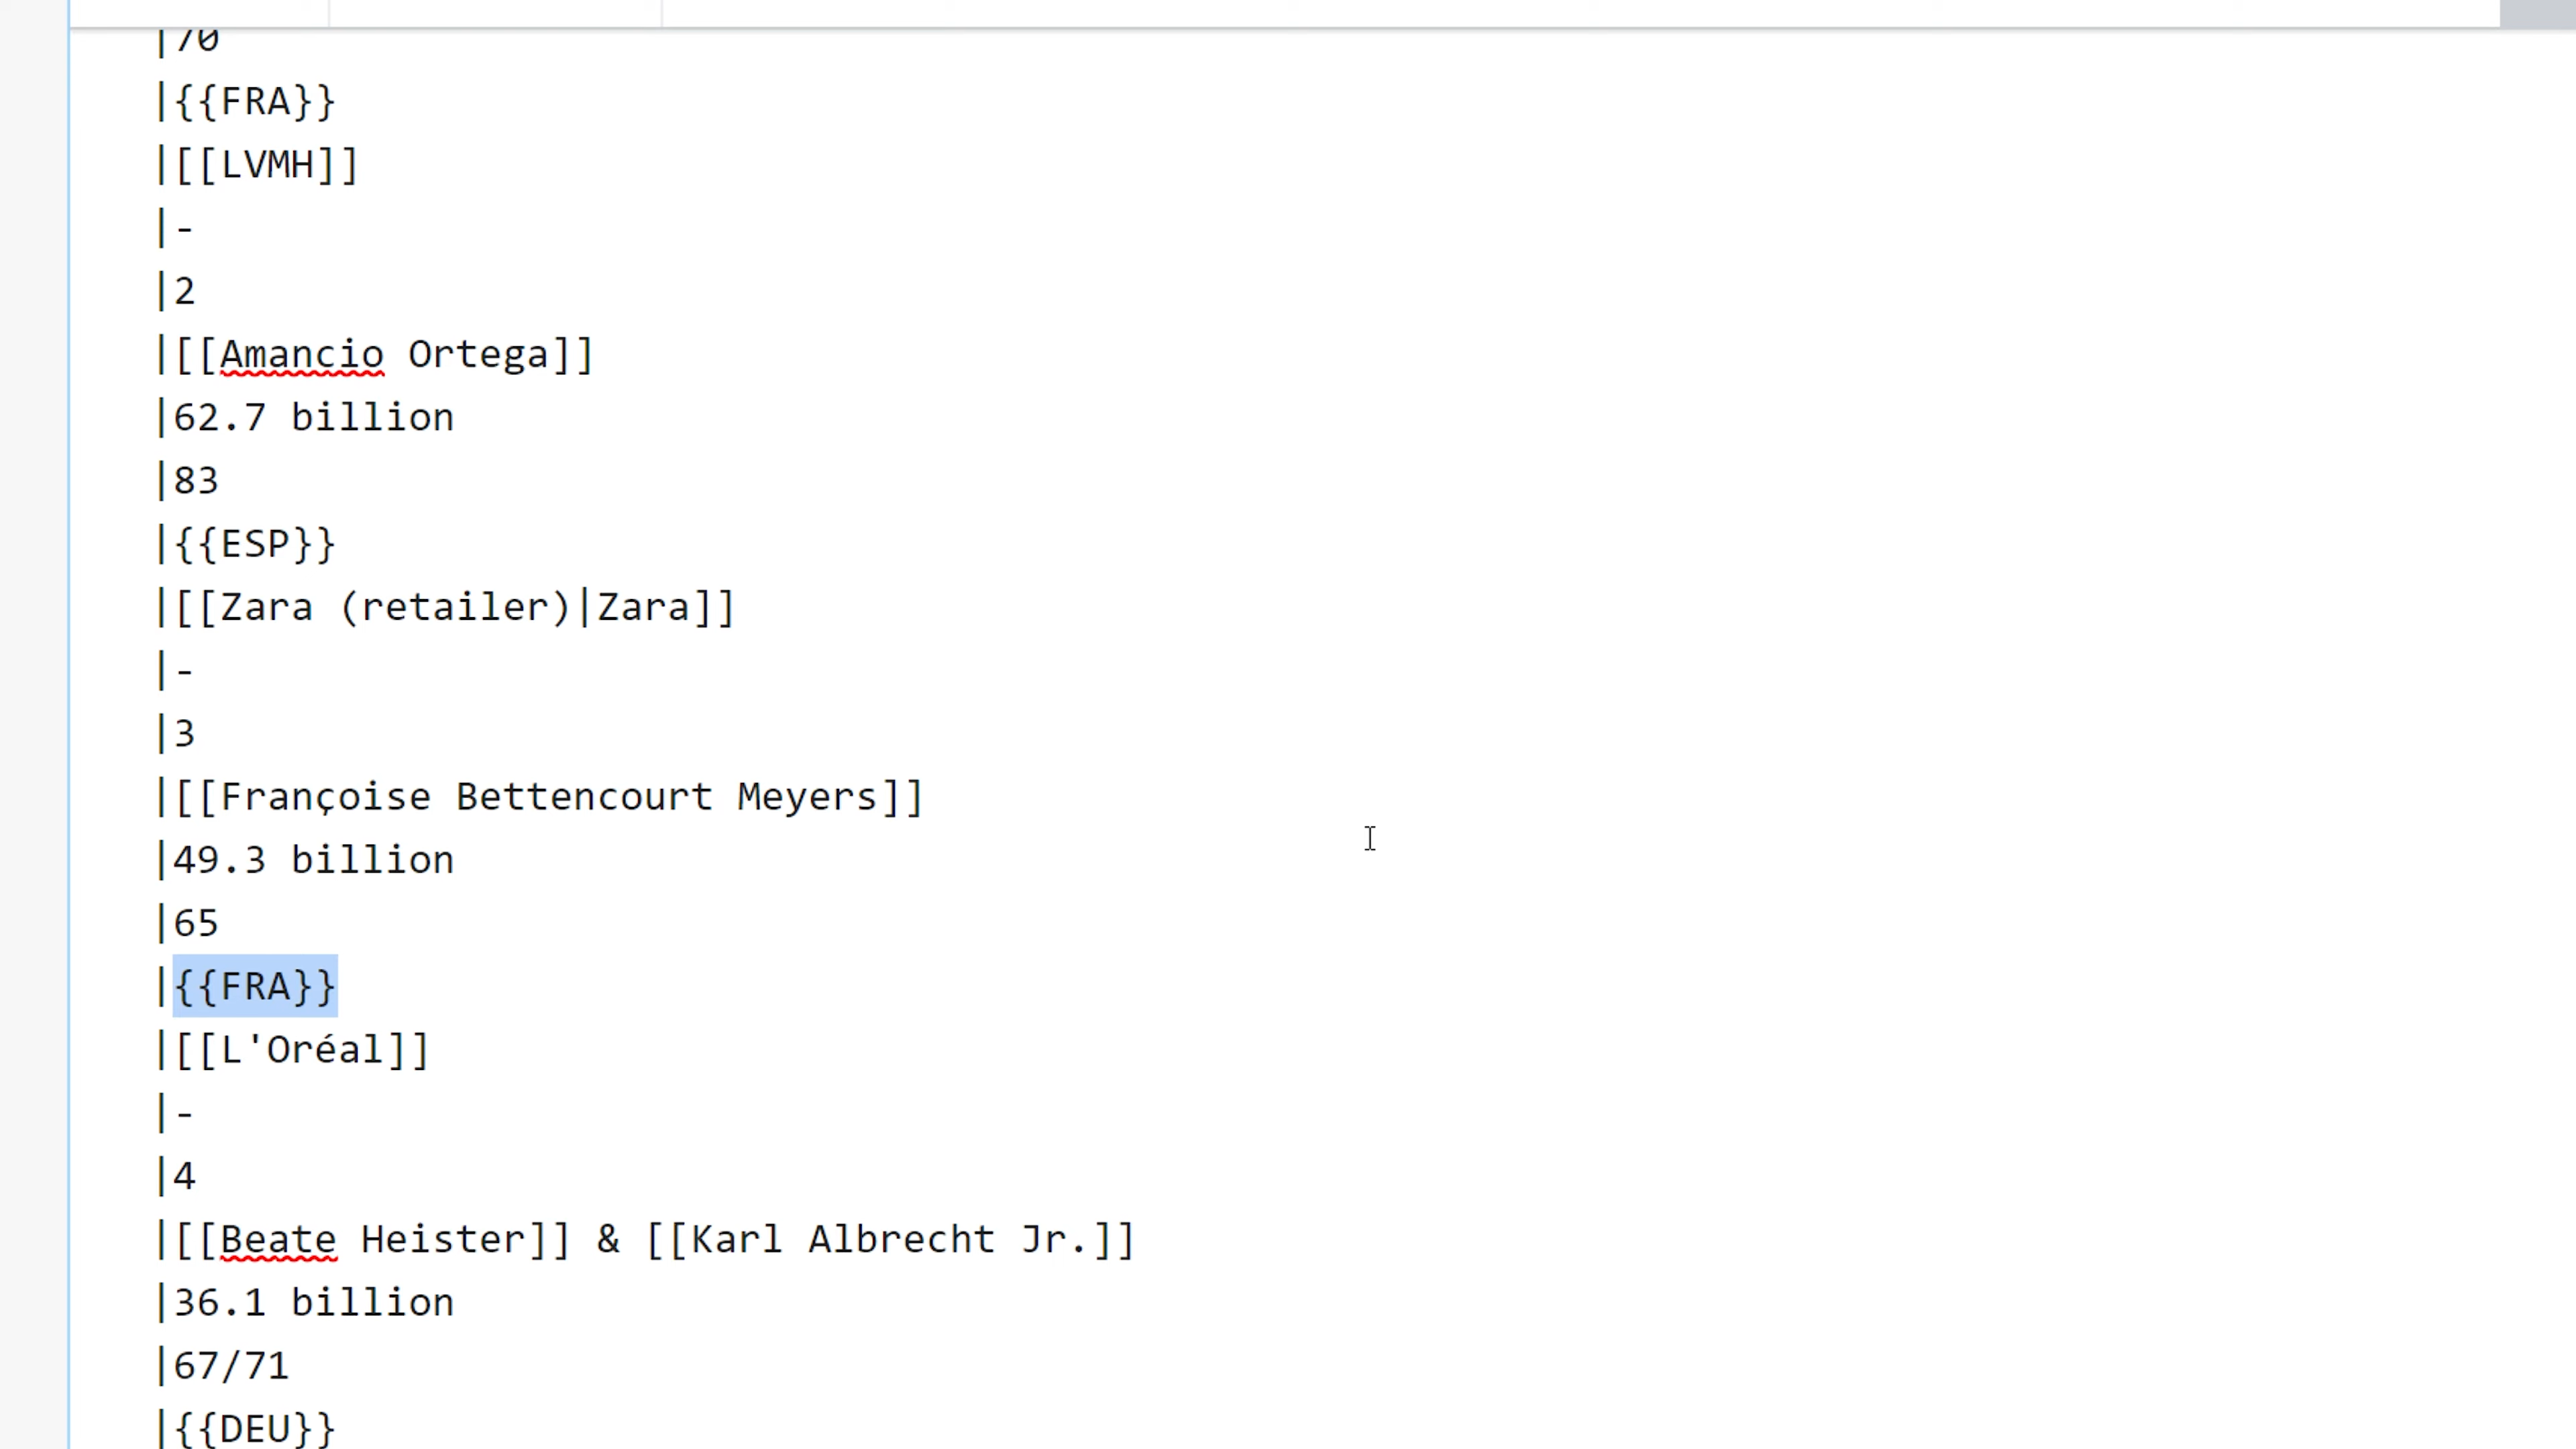 |70
|{{FRA}}
|[[LVMH]]
|-
|2
|[[Amancio Ortega]]
|62.7 billion
|83
|{{ESP}}
|[[Zara (retailer)|Zara]]
|-
|3
|[[Françoise Bettencourt Meyers]]
|49.3 billion
|65
|{{FRA}}
|[[L'Oréal]]
|-
|4
|[[Beate Heister]] & [[Karl Albrecht Jr.]]
|36.1 billion
|67/71
|{{DEU}}